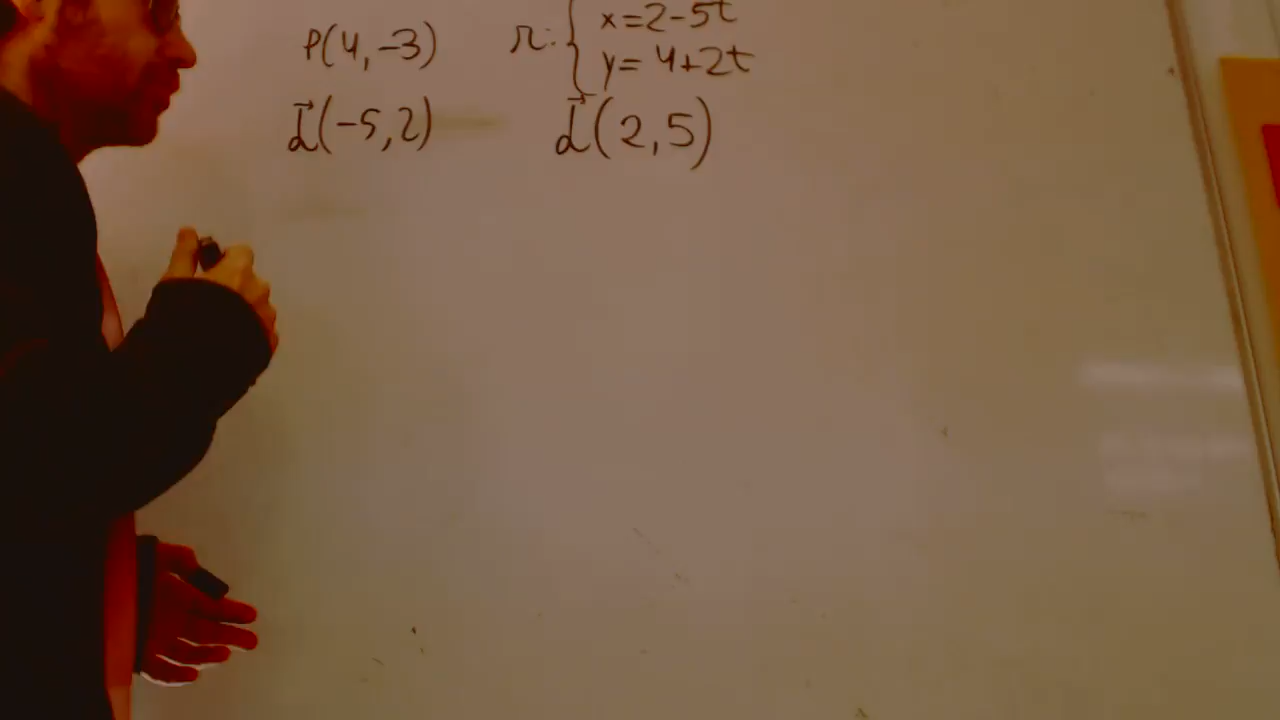 P(4,-3) r: { x=2-5t
y=4+2t
d⃗(-5,2) d⃗(2,5)